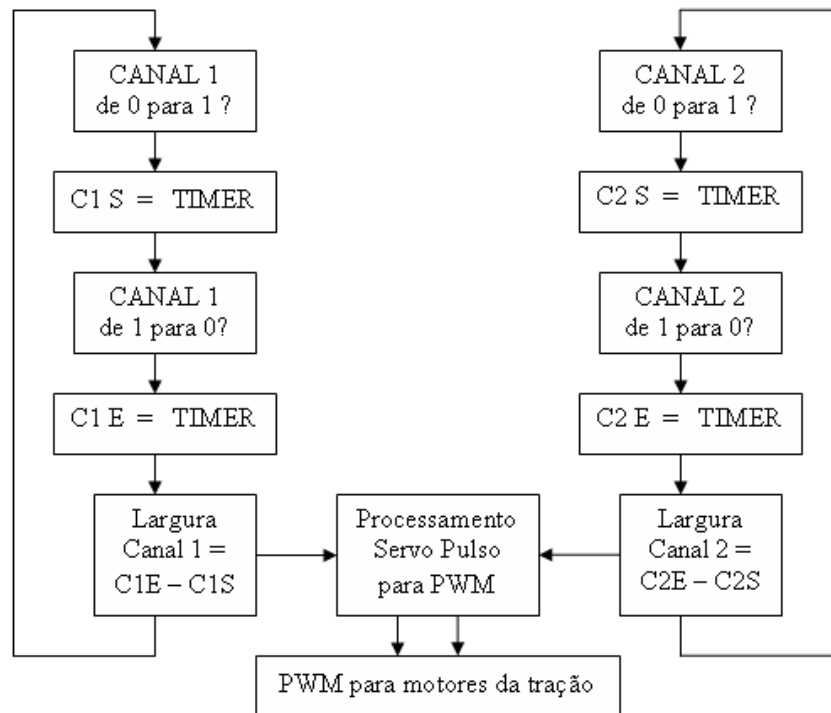 CANAL 1
de 0 para 1 ?
C1 S = TIMER
CANAL 1
de 1 para 0?
C1 E = TIMER
Largura
Canal 1 =
C1E – C1S
CANAL 2
de 0 para 1 ?
C2 S = TIMER
CANAL 2
de 1 para 0?
C2 E = TIMER
Largura
Canal 2 =
C2E – C2S
Processamento
Servo Pulso
para PWM
PWM para motores da tração